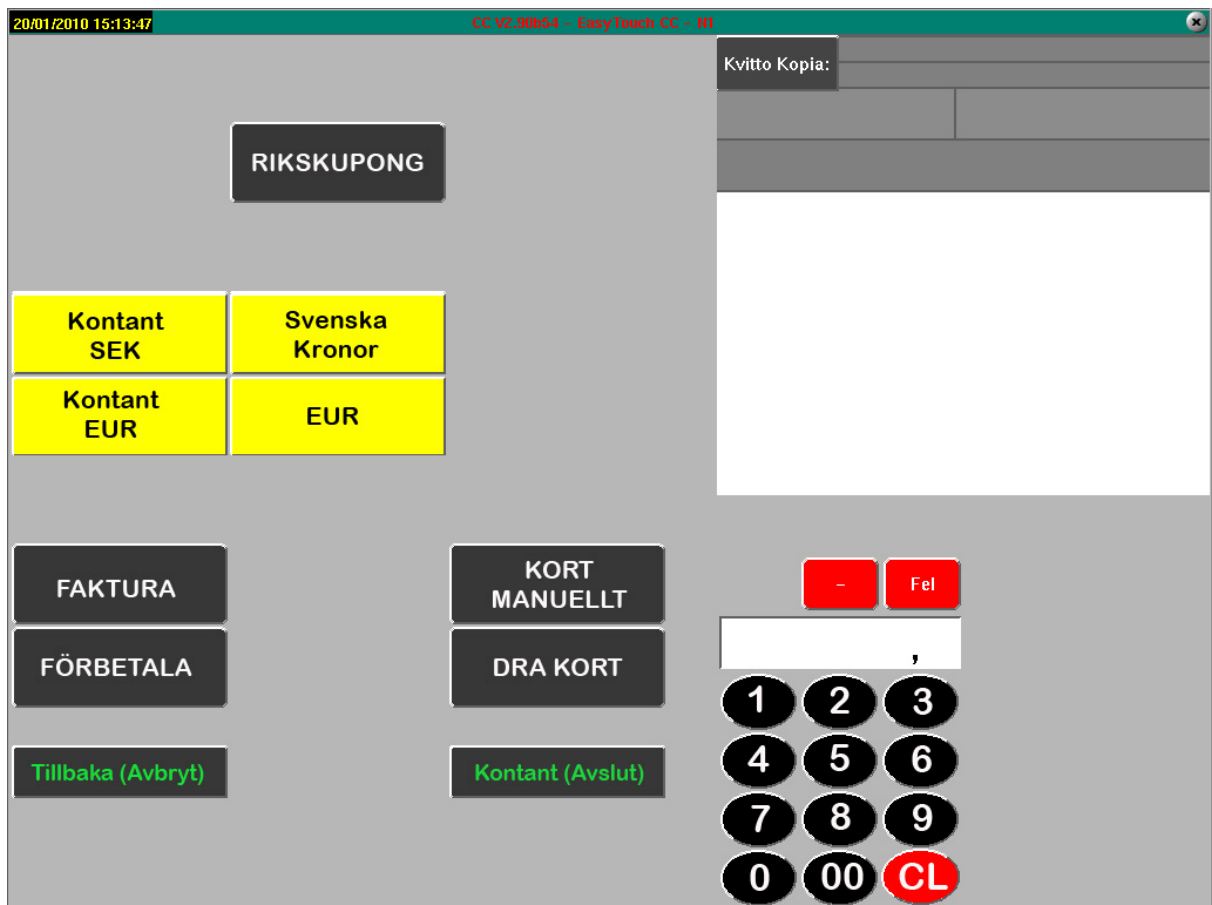 20/01/2010 15:13:47
CC V2.90b54 – EasyTouch CC – N1
Kvitto Kopia:
RIKSKUPONG
Kontant
SEK
Svenska
Kronor
Kontant
EUR
EUR
FAKTURA
KORT
MANUELLT
– Fel
FÖRBETALA
DRA KORT
,
1 2 3
Tillbaka (Avbryt)
Kontant (Avslut)
4 5 6
7 8 9
0 00 CL